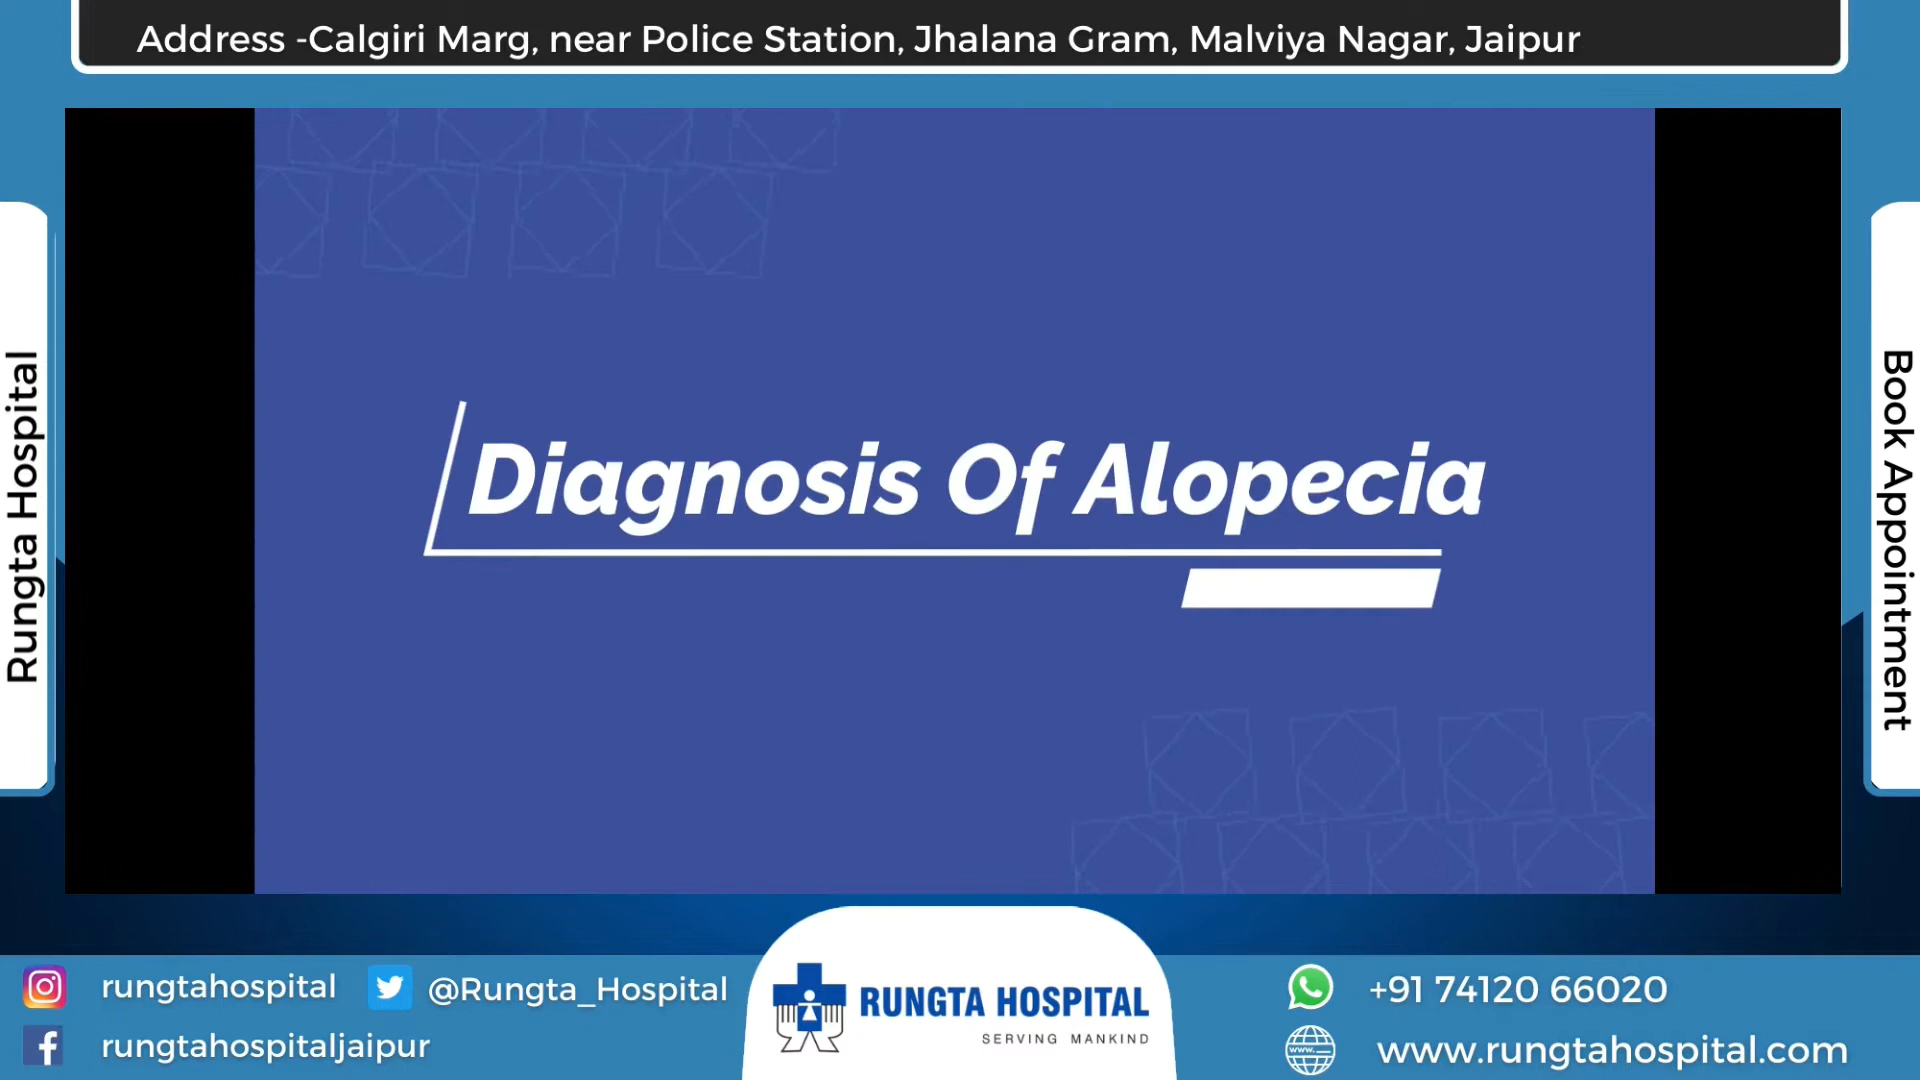 Address -Calgiri Marg, near Police Station, Jhalana Gram, Malviya Nagar, Jaipur
Rungta Hospital
Diagnosis Of Alopecia
Book Appointment
rungtahospital
@Rungta_Hospital
rungtahospitaljaipur
RUNGTA HOSPITAL
SERVING MANKIND
+91 74120 66020
www.
www.rungtahospital.com